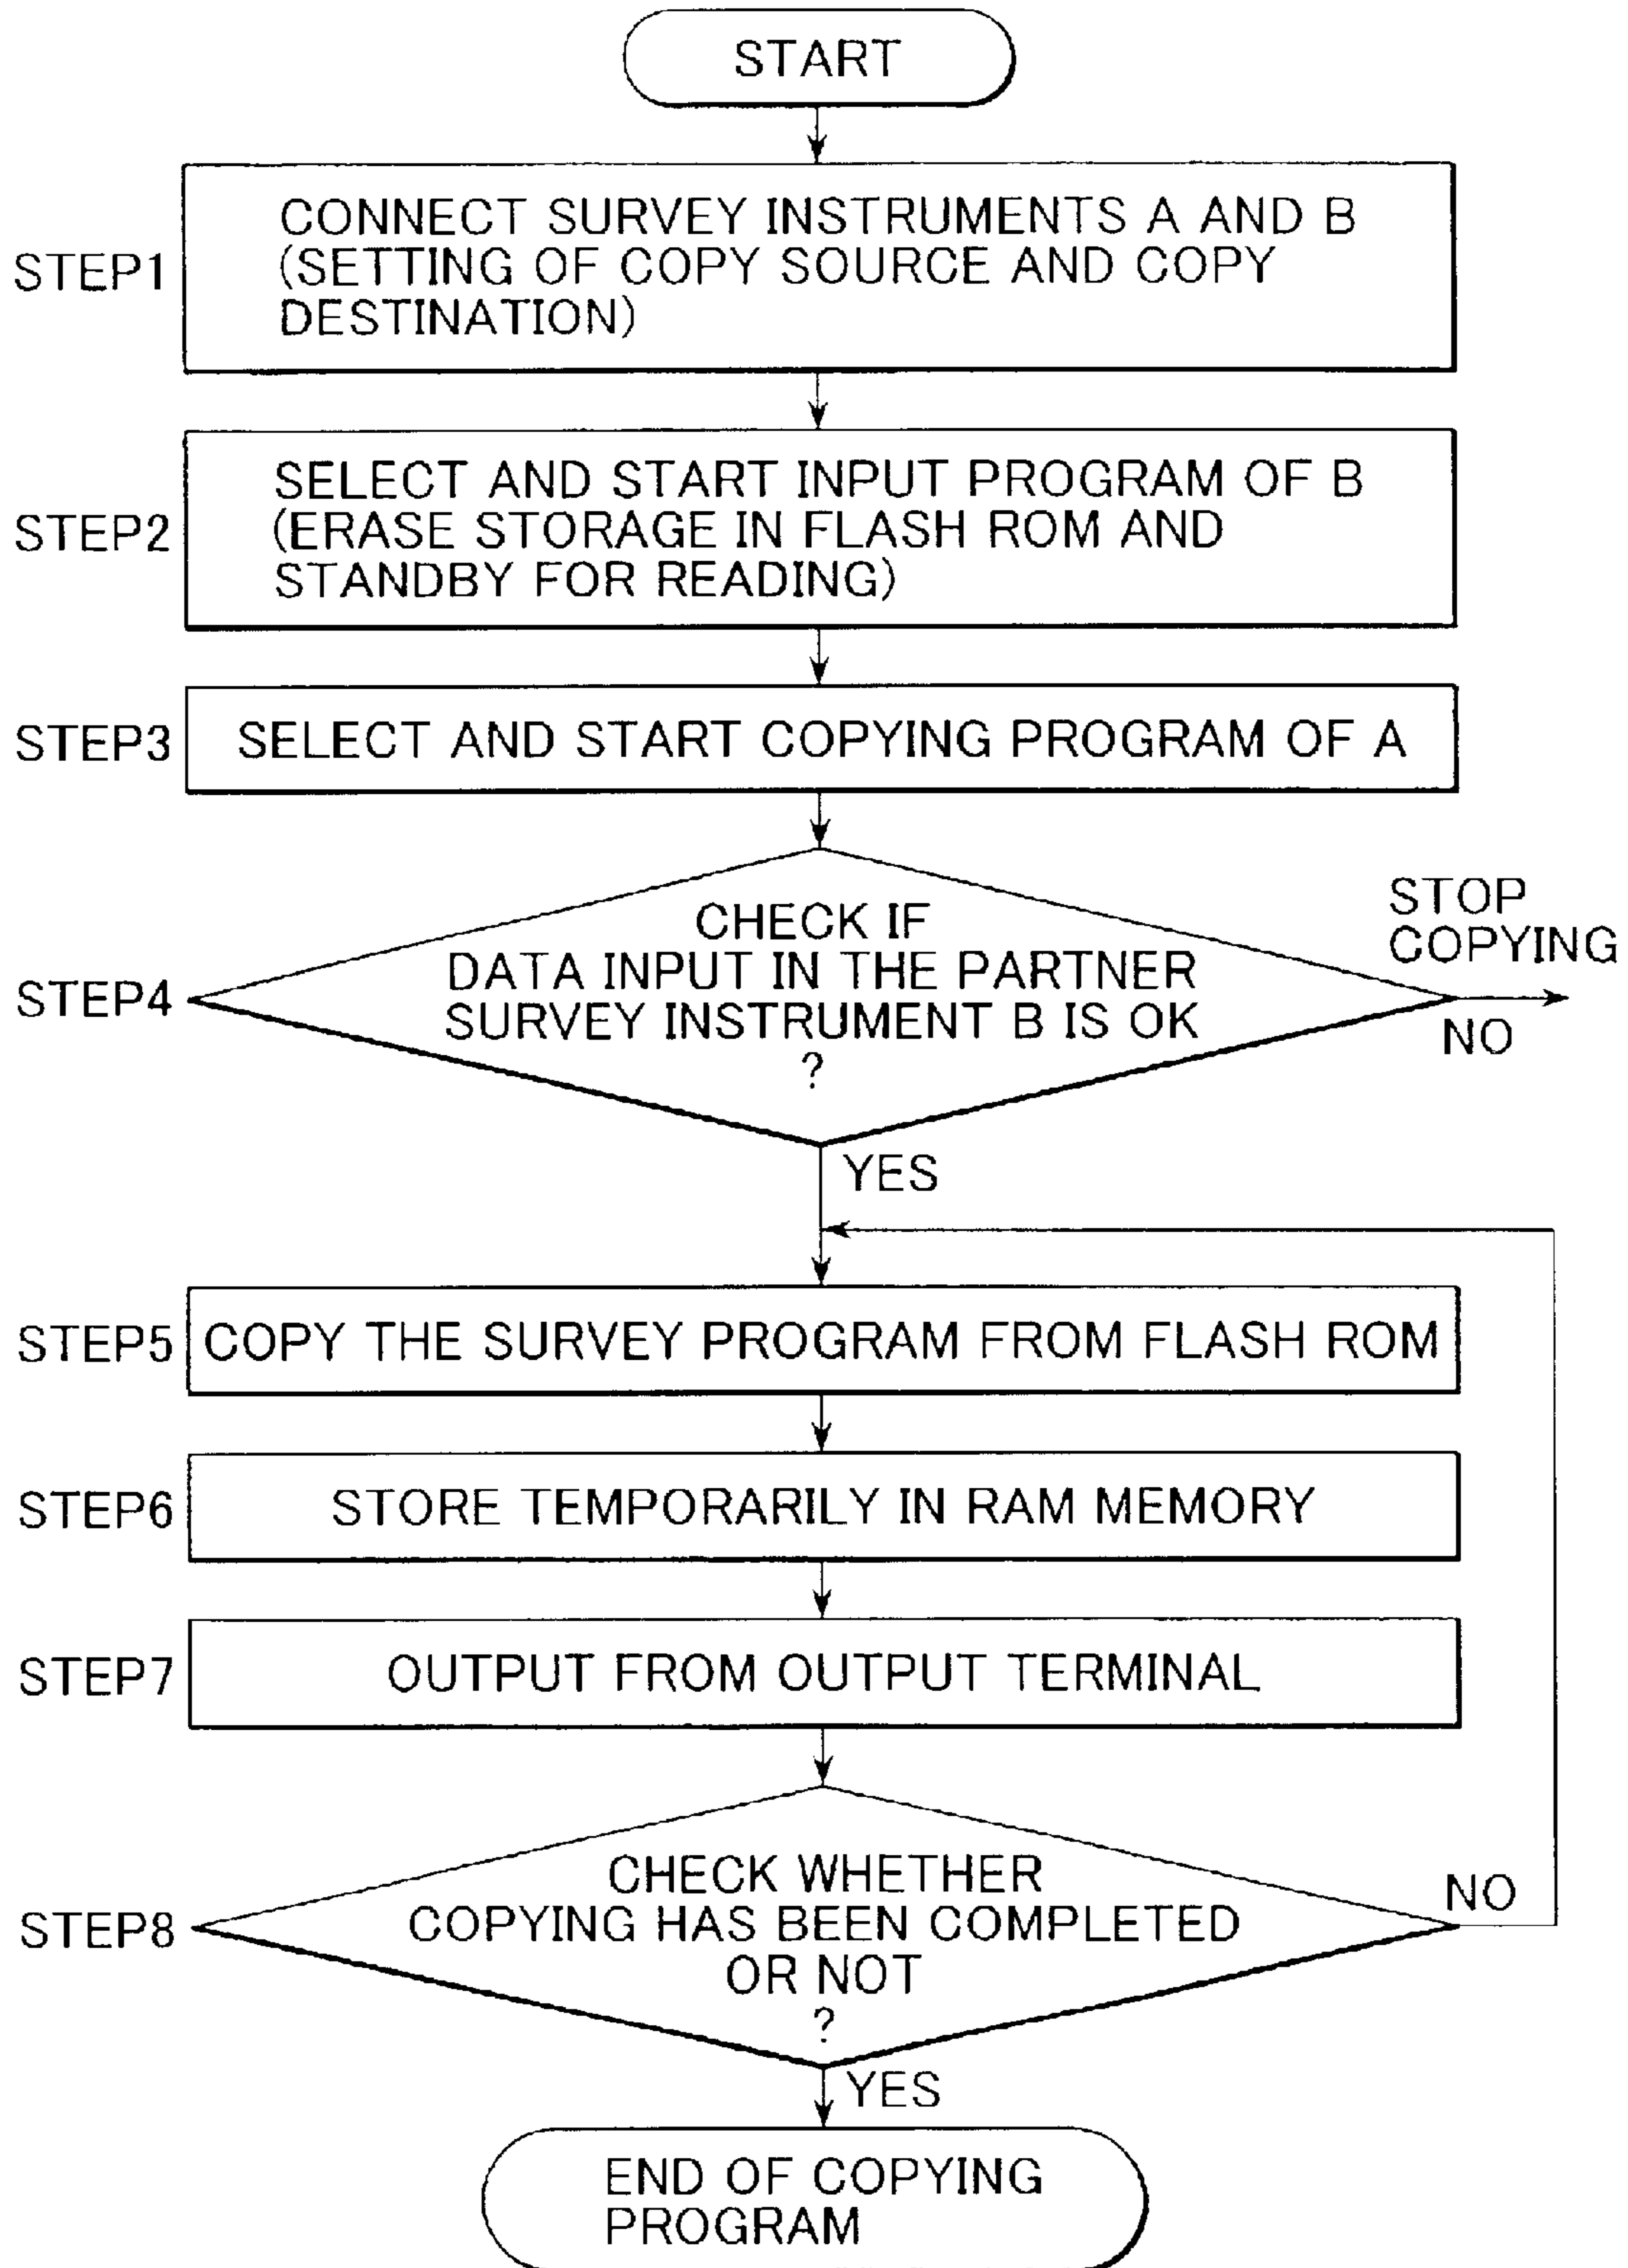 START
STEP1
CONNECT SURVEY INSTRUMENTS A AND B
(SETTING OF COPY SOURCE AND COPY
DESTINATION)
STEP2
SELECT AND START INPUT PROGRAM OF B
(ERASE STORAGE IN FLASH ROM AND
STANDBY FOR READING)
STEP3
SELECT AND START COPYING PROGRAM OF A
STEP4
CHECK IF
DATA INPUT IN THE PARTNER
SURVEY INSTRUMENT B IS OK
?
STOP
COPYING
NO
YES
STEP5
COPY THE SURVEY PROGRAM FROM FLASH ROM
STEP6
STORE TEMPORARILY IN RAM MEMORY
STEP7
OUTPUT FROM OUTPUT TERMINAL
STEP8
CHECK WHETHER
COPYING HAS BEEN COMPLETED
OR NOT
?
NO
YES
END OF COPYING
PROGRAM